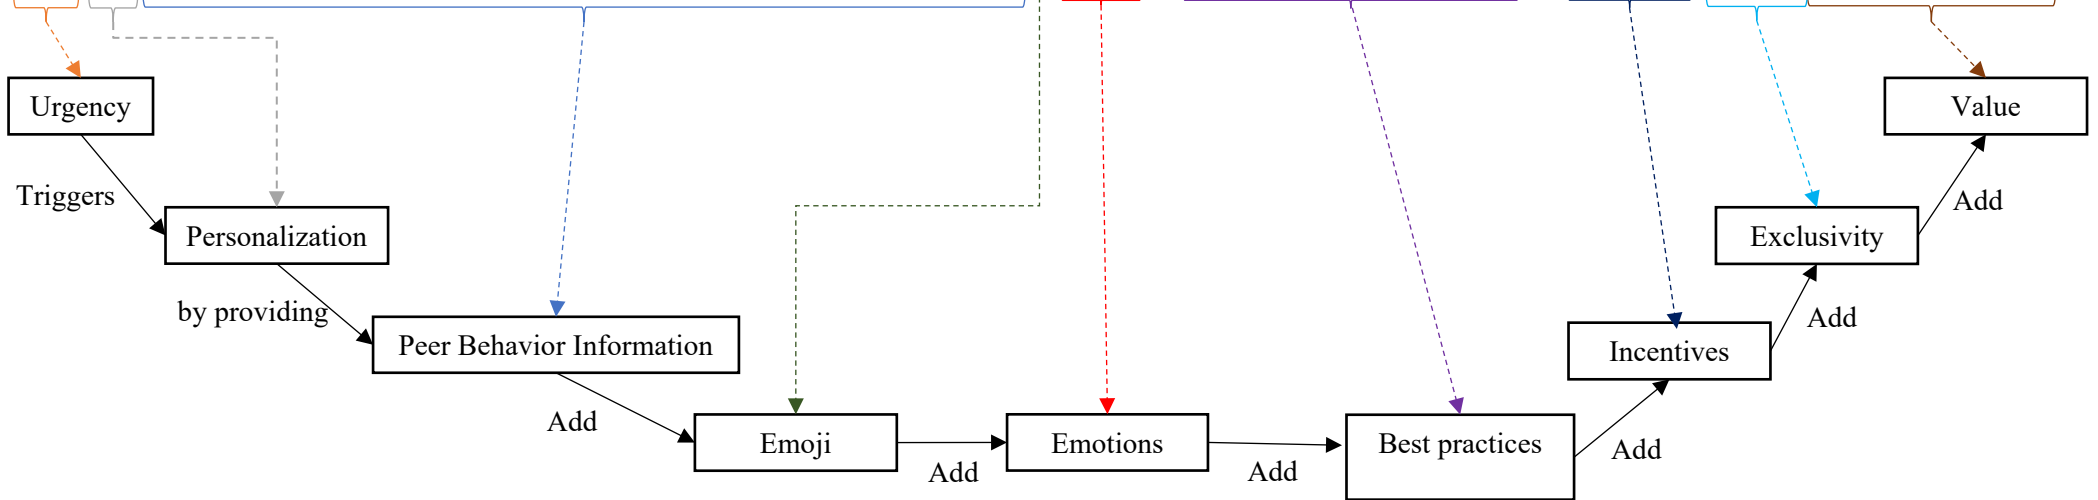 Urgency
Value
Triggers
Add
Personalization
Exclusivity
by providing
Add
Peer Behavior Information
Incentives
Add
Emoji
Emotions
Best practices
Add
Add
Add